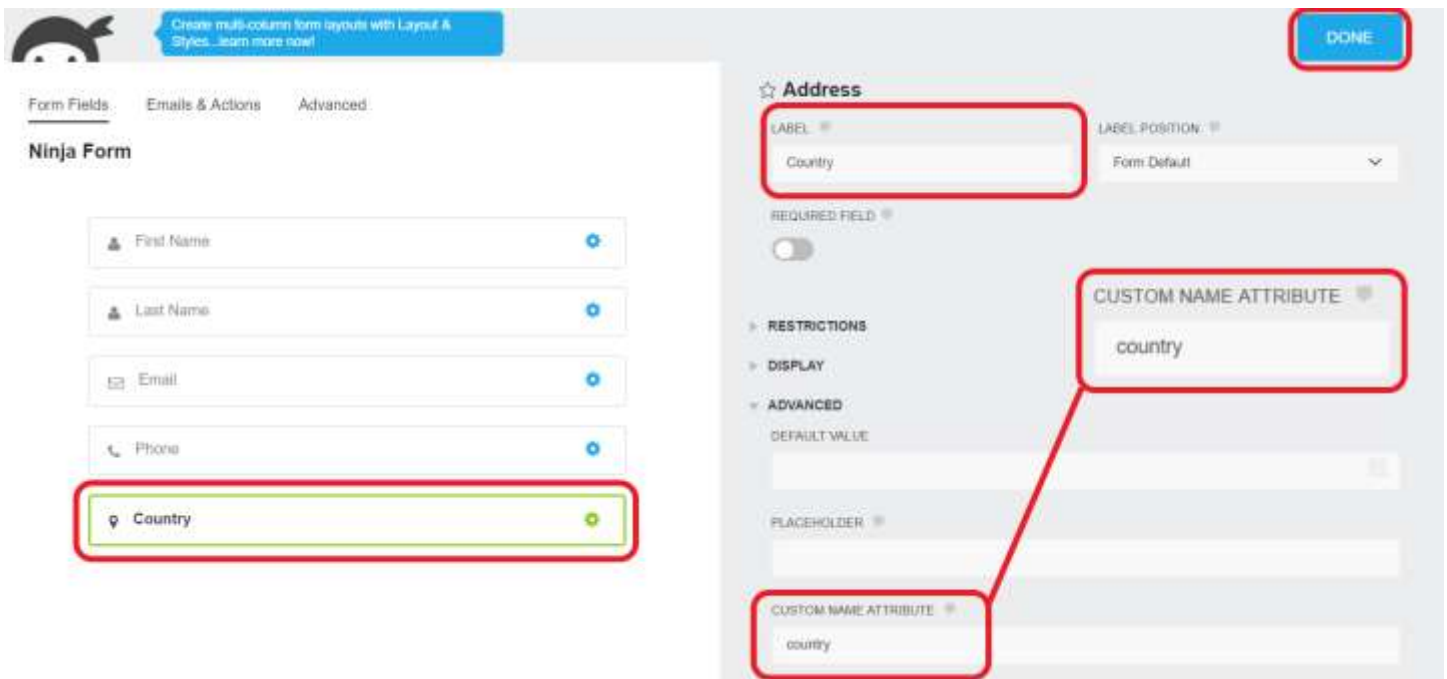 Create multi-column form layouts with Layout &
Styles...learn more now!
DONE
Form Fields
Emails & Actions
Advanced
Ninja Form
First Name
Last Name
Email
Phone
Country
Address
LABEL
Country
LABEL POSITION
Form Default
REQUIRED FIELD
CUSTOM NAME ATTRIBUTE
country
RESTRICTIONS
DISPLAY
ADVANCED
DEFAULT VALUE
PLACEHOLDER
CUSTOM NAME ATTRIBUTE
country